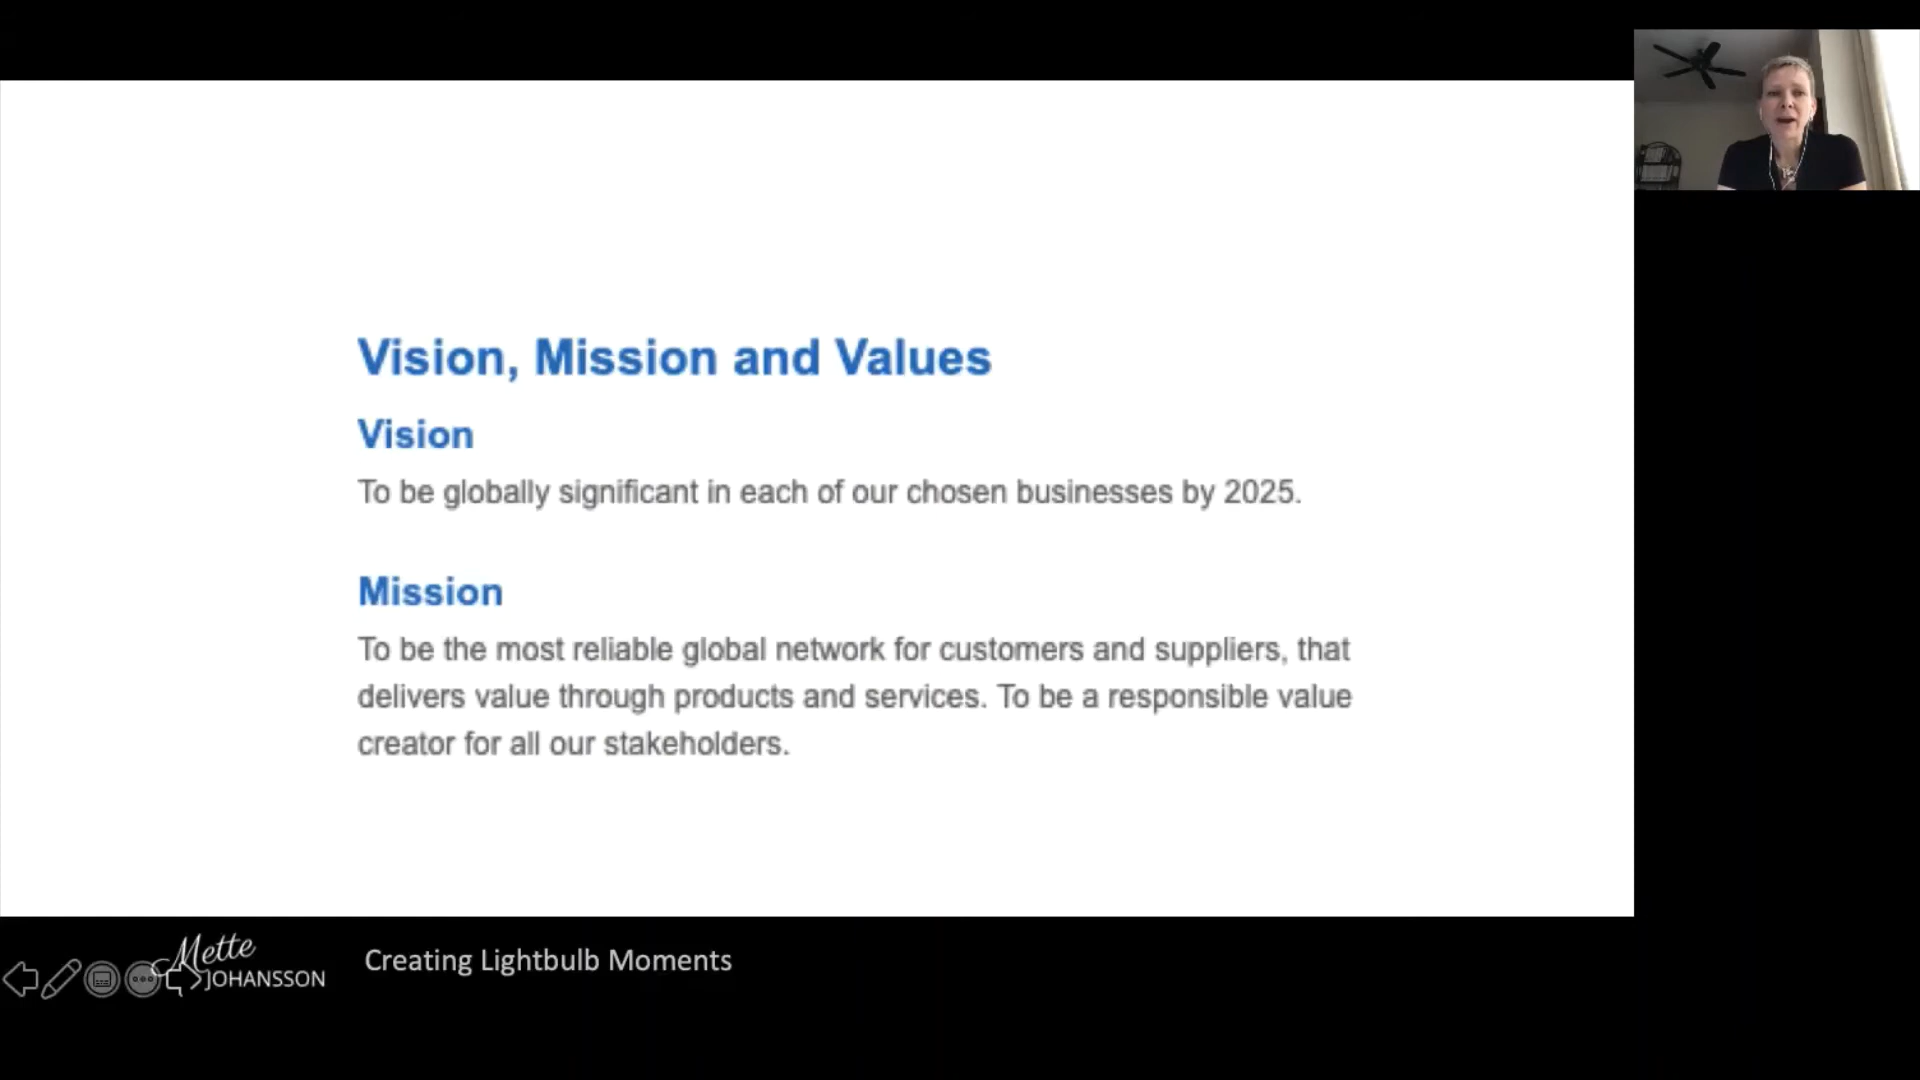 Vision, Mission and Values
Vision
To be globally significant in each of our chosen businesses by 2025.
Mission
To be the most reliable global network for customers and suppliers, that
delivers value through products and services. To be a responsible value
creator for all our stakeholders.
Mette
JOHANSSON
Creating Lightbulb Moments